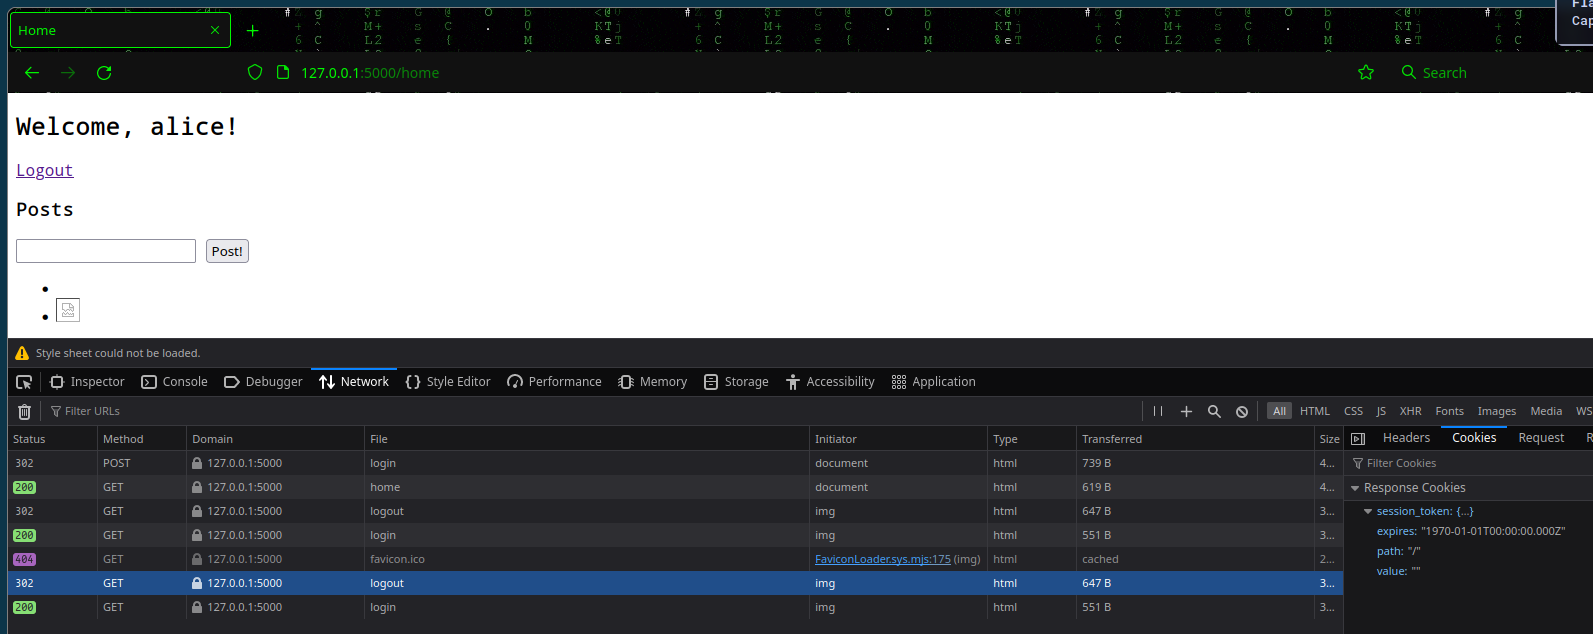 Fla
Cap
Home
127.0.0.1:5000/home
Search
Welcome, alice!
Logout
Posts
Post!
Style sheet could not be loaded.
Inspector Console Debugger Network Style Editor Performance Memory Storage Accessibility Application
Filter URLs All HTML CSS JS XHR Fonts Images Media WS
Status Method Domain File Initiator Type Transferred Size Headers Cookies Request R
302 POST 127.0.0.1:5000 login document html 739 B 4...
200 GET 127.0.0.1:5000 home document html 619 B 4...
302 GET 127.0.0.1:5000 logout img html 647 B 3...
200 GET 127.0.0.1:5000 login img html 551 B 3...
404 GET 127.0.0.1:5000 favicon.ico FaviconLoader.sys.mjs:175 (img) html cached 2...
302 GET 127.0.0.1:5000 logout img html 647 B 3...
200 GET 127.0.0.1:5000 login img html 551 B 3...
Filter Cookies
Response Cookies
session_token: {...}
expires: "1970-01-01T00:00:00.000Z"
path: "/"
value: ""